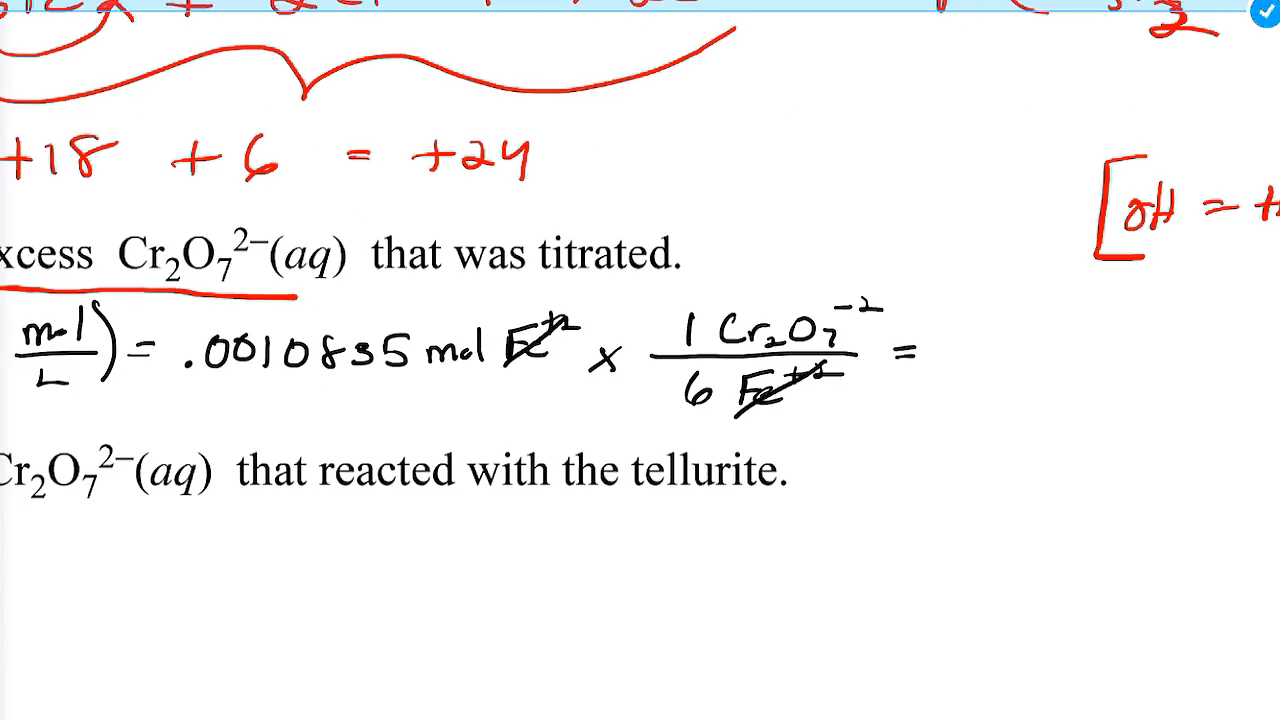 +18 + 6 = +24
[OH = +
xcess Cr₂O₇²⁻(aq) that was titrated.
mol/L) = .0010835 mol Fe⁺² × 1 Cr₂O₇⁻² / 6 Fe⁺² =
Cr₂O₇²⁻(aq) that reacted with the tellurite.